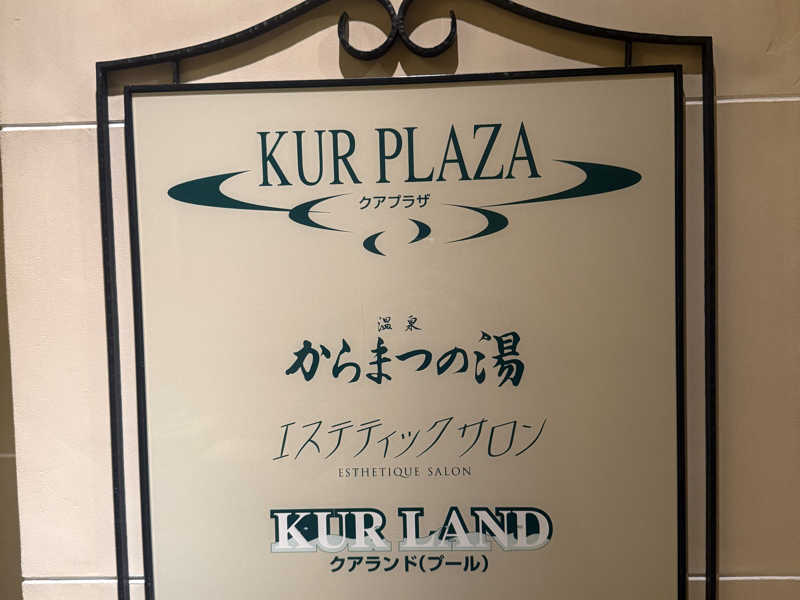 KUR PLAZA
クアプラザ
温泉
からまつの湯
エステティックサロン
ESTHETIQUE SALON
KUR LAND
クアランド(プール)